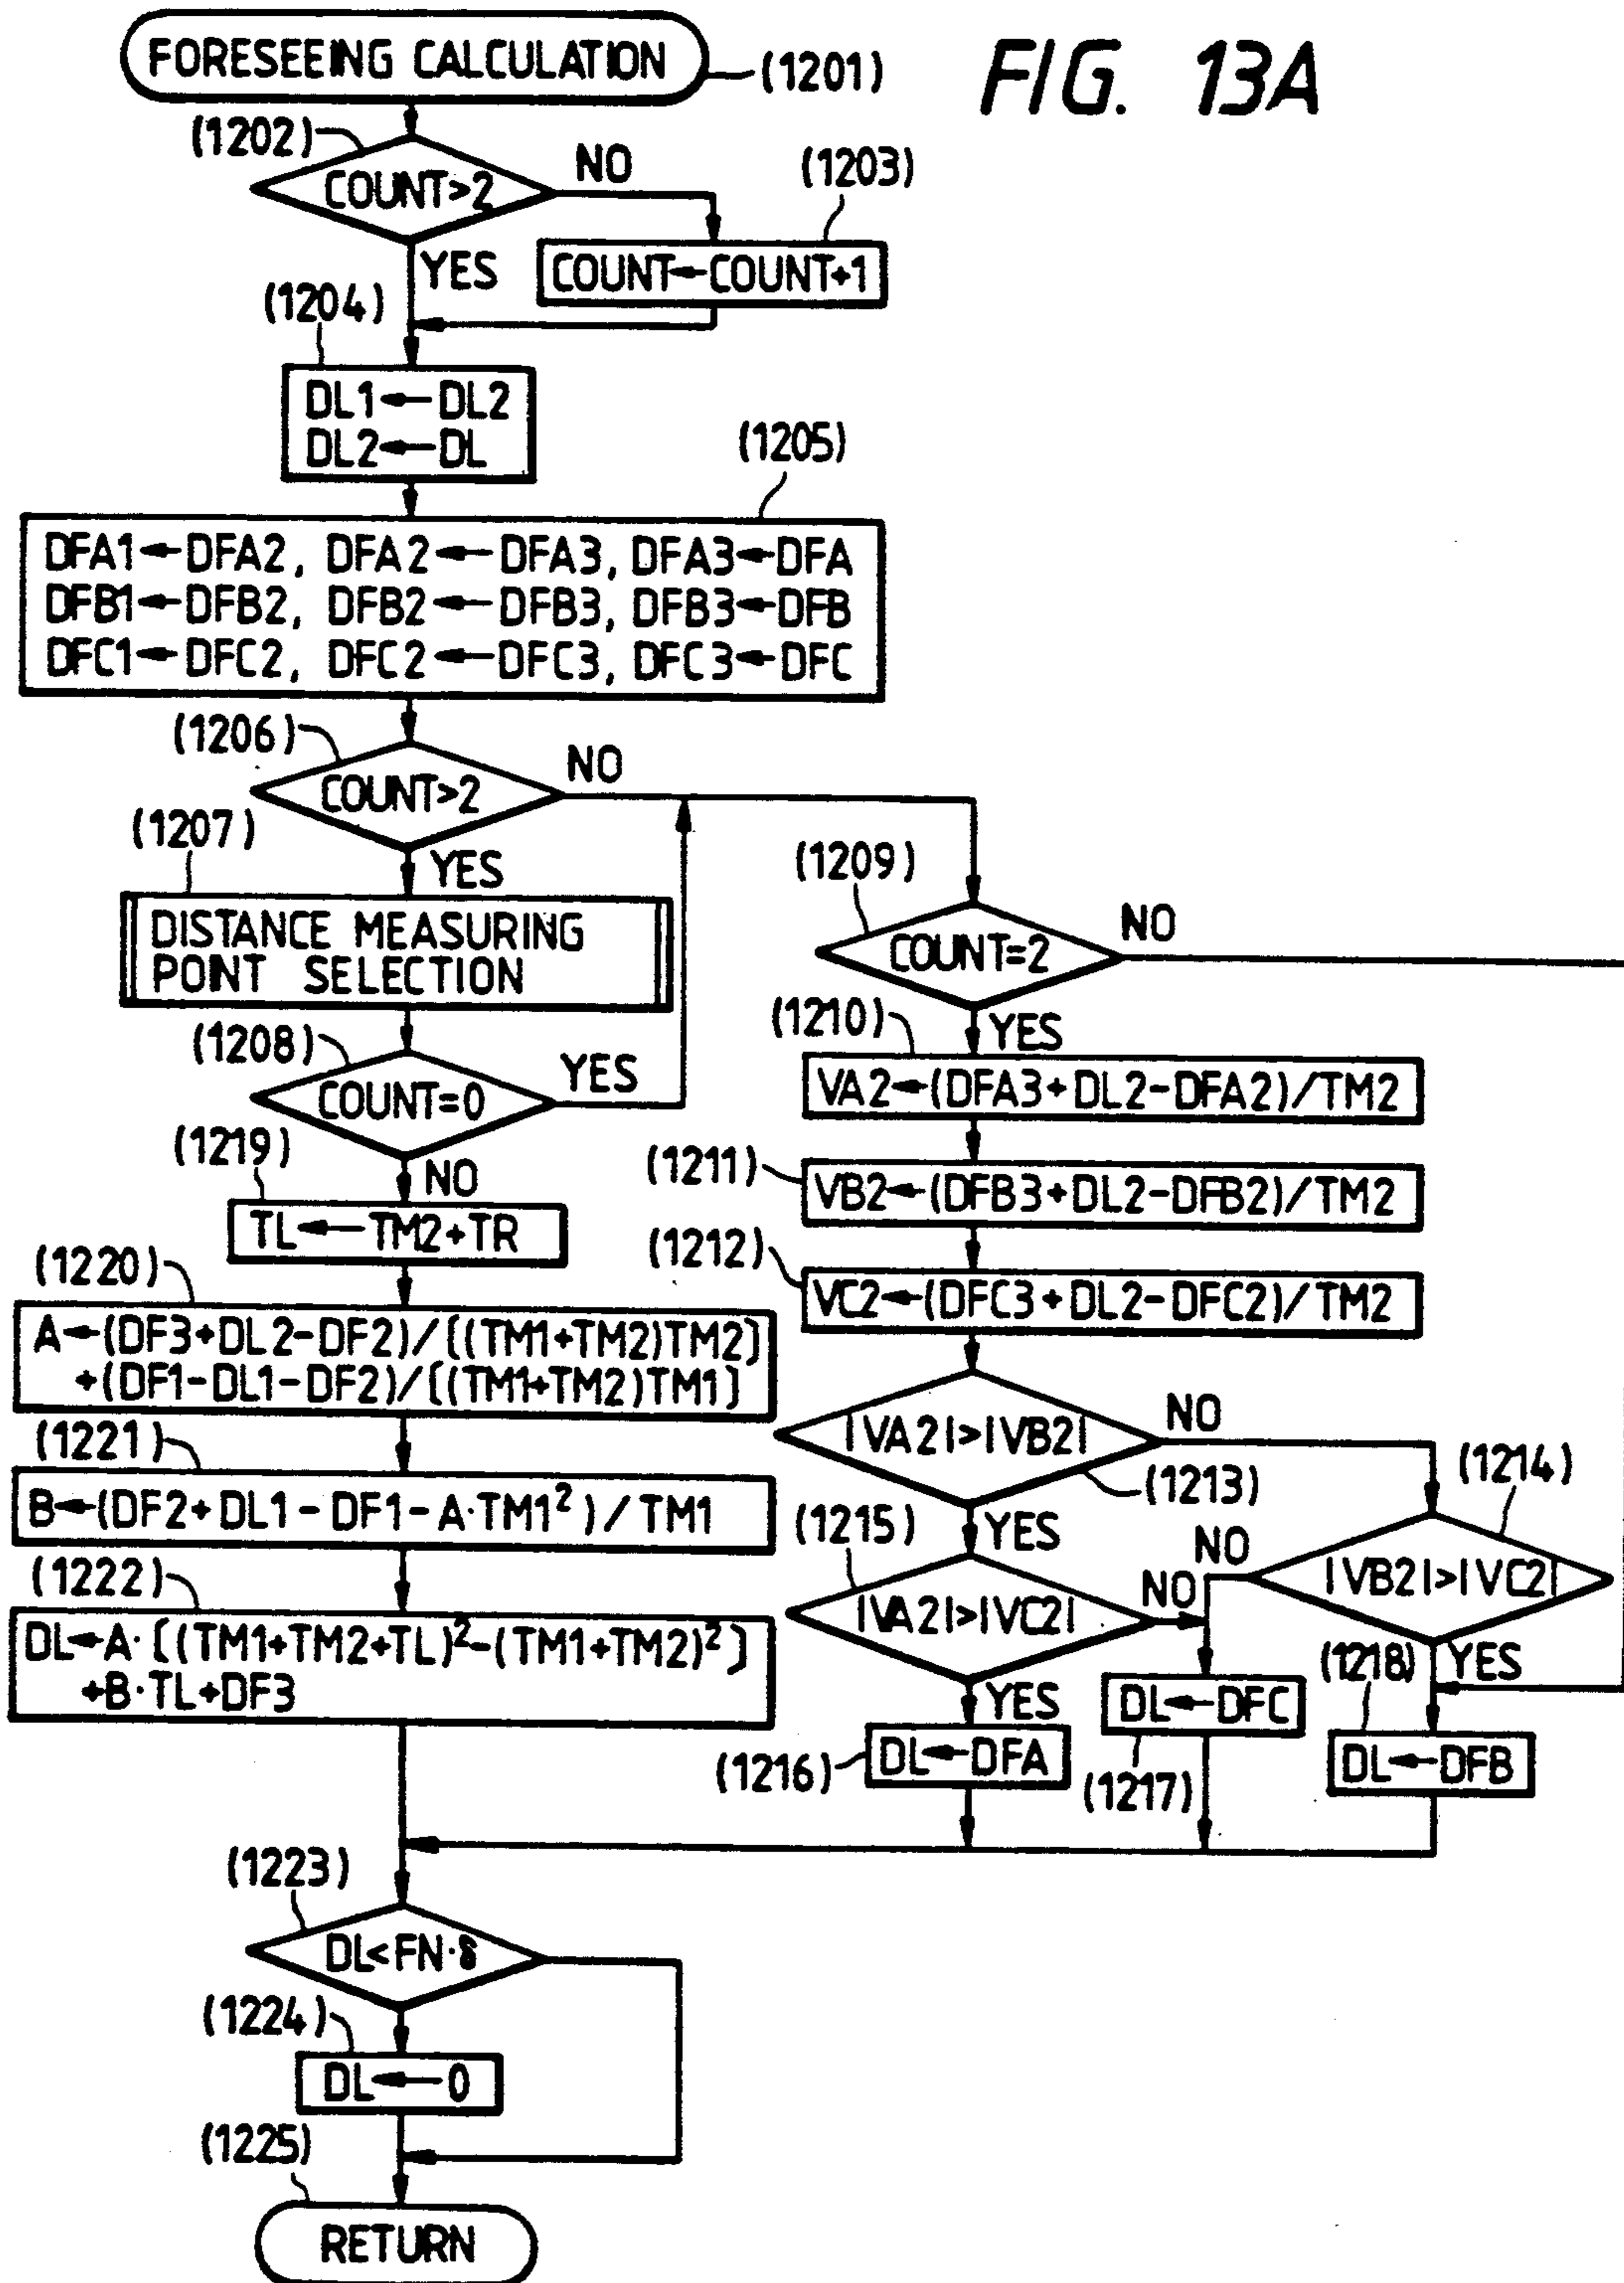 FORESEEING CALCULATION
(1201)
FIG. 13A
(1202)
COUNT>2
NO
(1203)
YES
COUNT←COUNT+1
(1204)
DL1←DL2
DL2←DL
(1205)
DFA1←DFA2, DFA2←DFA3, DFA3←DFA
DFB1←DFB2, DFB2←DFB3, DFB3←DFB
DFC1←DFC2, DFC2←DFC3, DFC3←DFC
(1206)
COUNT>2
NO
(1207)
YES
DISTANCE MEASURING
POINT SELECTION
(1208)
COUNT=0
YES
NO
(1209)
COUNT=2
NO
YES
(1210)
VA2←(DFA3+DL2-DFA2)/TM2
(1211)
VB2←(DFB3+DL2-DFB2)/TM2
(1212)
VC2←(DFC3+DL2-DFC2)/TM2
|VA2|>|VB2|
NO
(1213)
YES
(1214)
|VB2|>|VC2|
NO
YES
(1215)
|VA2|>|VC2|
NO
YES
(1216)
DL←DFA
(1217)
DL←DFC
(1218)
DL←DFB
(1219)
TL←TM2+TR
(1220)
A←(DF3+DL2-DF2)/[(TM1+TM2)TM2]
+(DF1-DL1-DF2)/[(TM1+TM2)TM1]
(1221)
B←(DF2+DL1-DF1-A·TM1²)/TM1
(1222)
DL←A·[(TM1+TM2+TL)²-(TM1+TM2)²]
+B·TL+DF3
(1223)
DL<FN·δ
(1224)
DL←0
(1225)
RETURN